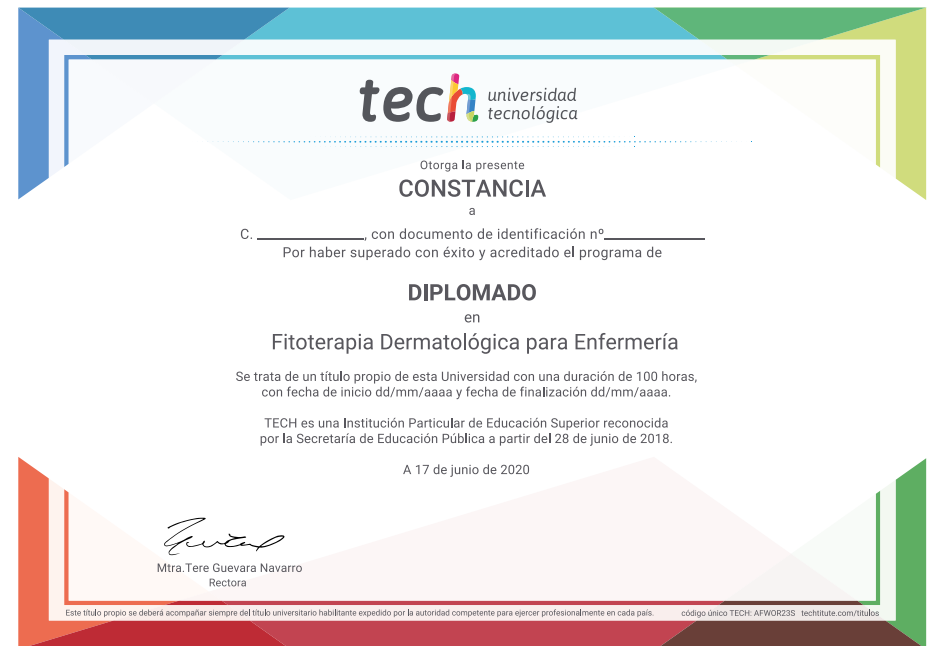 tech universidad
tecnológica
Otorga la presente
CONSTANCIA
a
C. ____________, con documento de identificación nº____________
Por haber superado con éxito y acreditado el programa de
DIPLOMADO
en
Fitoterapia Dermatológica para Enfermería
Se trata de un título propio de esta Universidad con una duración de 100 horas,
con fecha de inicio dd/mm/aaaa y fecha de finalización dd/mm/aaaa.
TECH es una Institución Particular de Educación Superior reconocida
por la Secretaría de Educación Pública a partir del 28 de junio de 2018.
A 17 de junio de 2020
Mtra.Tere Guevara Navarro
Rectora
Este título propio se deberá acompañar siempre del título universitario habilitante expedido por la autoridad competente para ejercer profesionalmente en cada país. código único TECH: AFWOR23S techtitute.com/titulos